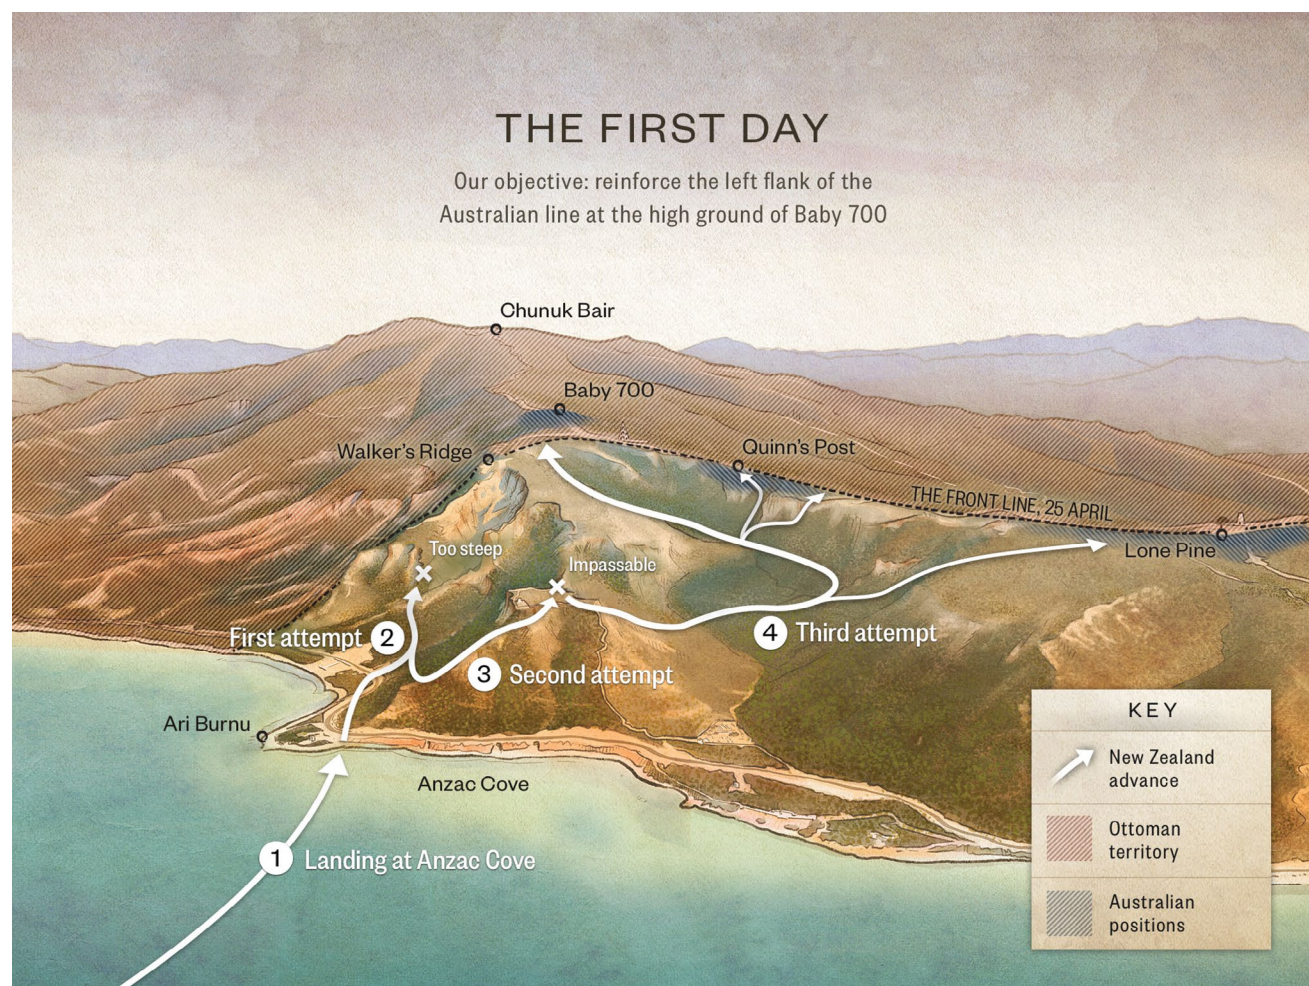 THE FIRST DAY
Our objective: reinforce the left flank of the
Australian line at the high ground of Baby 700
Chunuk Bair
Baby 700
Walker's Ridge
Quinn's Post
THE FRONT LINE, 25 APRIL
Lone Pine
Too steep
Impassable
First attempt 2
4 Third attempt
3 Second attempt
Ari Burnu
Anzac Cove
1 Landing at Anzac Cove
KEY
New Zealand
advance
Ottoman
territory
Australian
positions